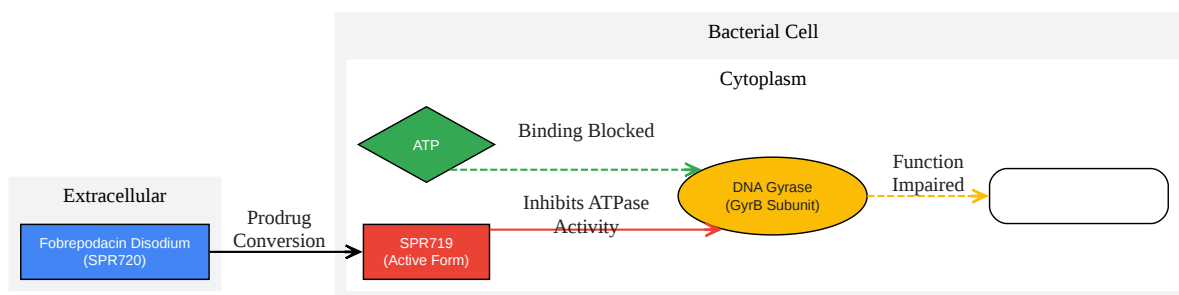 Bacterial Cell
Cytoplasm
ATP
Binding Blocked
DNA Gyrase
(GyrB Subunit)
Function
Impaired
Extracellular
Fobrepodacin Disodium
(SPR720)
Prodrug
Conversion
SPR719
(Active Form)
Inhibits ATPase
Activity